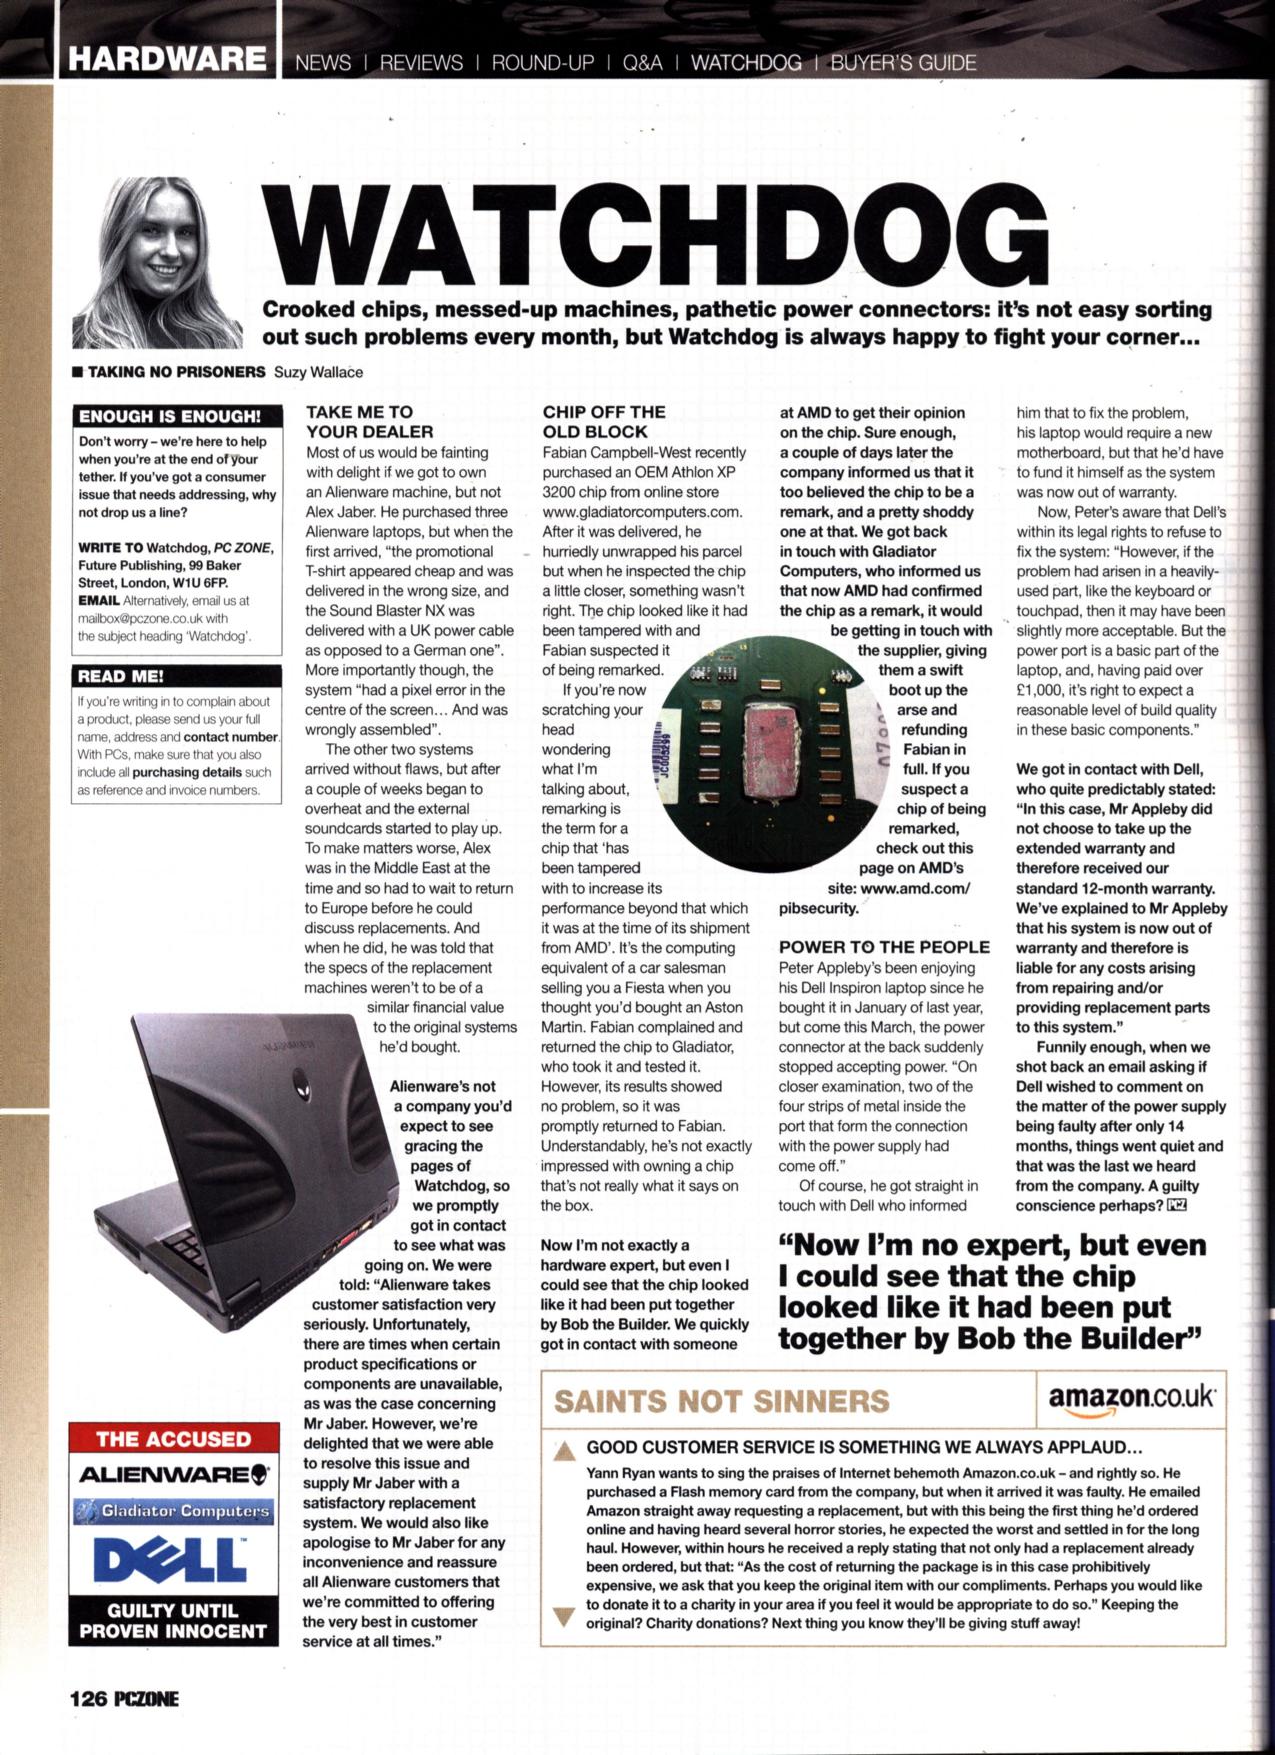 HARDWARE
NEWS | REVIEWS | ROUND-UP | Q&A | WATCHDOG | BUYER'S GUIDE
WATCHDOG
Crooked chips, messed-up machines, pathetic power connectors: it's not easy sorting
out such problems every month, but Watchdog is always happy to fight your corner...
■ TAKING NO PRISONERS Suzy Wallace
ENOUGH IS ENOUGH!
Don't worry – we're here to help
when you're at the end of your
tether. If you've got a consumer
issue that needs addressing, why
not drop us a line?
WRITE TO Watchdog, PC ZONE,
Future Publishing, 99 Baker
Street, London, W1U 6FP.
EMAIL Alternatively, email us at
mailbox@pczone.co.uk with
the subject heading 'Watchdog'.
READ ME!
If you're writing in to complain about
a product, please send us your full
name, address and contact number.
With PCs, make sure that you also
include all purchasing details such
as reference and invoice numbers.
TAKE ME TO
YOUR DEALER
Most of us would be fainting
with delight if we got to own
an Alienware machine, but not
Alex Jaber. He purchased three
Alienware laptops, but when the
first arrived, "the promotional
T-shirt appeared cheap and was
delivered in the wrong size, and
the Sound Blaster NX was
delivered with a UK power cable
as opposed to a German one".
More importantly though, the
system "had a pixel error in the
centre of the screen... And was
wrongly assembled".
The other two systems
arrived without flaws, but after
a couple of weeks began to
overheat and the external
soundcards started to play up.
To make matters worse, Alex
was in the Middle East at the
time and so had to wait to return
to Europe before he could
discuss replacements. And
when he did, he was told that
the specs of the replacement
machines weren't to be of a
similar financial value
to the original systems
he'd bought.
Alienware's not
a company you'd
expect to see
gracing the
pages of
Watchdog, so
we promptly
got in contact
to see what was
going on. We were
told: "Alienware takes
customer satisfaction very
seriously. Unfortunately,
there are times when certain
product specifications or
components are unavailable,
as was the case concerning
Mr Jaber. However, we're
delighted that we were able
to resolve this issue and
supply Mr Jaber with a
satisfactory replacement
system. We would also like
apologise to Mr Jaber for any
inconvenience and reassure
all Alienware customers that
we're committed to offering
the very best in customer
service at all times."
ALIENWARE
THE ACCUSED
ALIENWARE
Gladiator Computers
DELL™
GUILTY UNTIL
PROVEN INNOCENT
CHIP OFF THE
OLD BLOCK
Fabian Campbell-West recently
purchased an OEM Athlon XP
3200 chip from online store
www.gladiatorcomputers.com.
After it was delivered, he
hurriedly unwrapped his parcel
but when he inspected the chip
a little closer, something wasn't
right. The chip looked like it had
been tampered with and
Fabian suspected it
of being remarked.
If you're now
scratching your
head
wondering
what I'm
talking about,
remarking is
the term for a
chip that 'has
been tampered
with to increase its
performance beyond that which
it was at the time of its shipment
from AMD'. It's the computing
equivalent of a car salesman
selling you a Fiesta when you
thought you'd bought an Aston
Martin. Fabian complained and
returned the chip to Gladiator,
who took it and tested it.
However, its results showed
no problem, so it was
promptly returned to Fabian.
Understandably, he's not exactly
impressed with owning a chip
that's not really what it says on
the box.
Now I'm not exactly a
hardware expert, but even I
could see that the chip looked
like it had been put together
by Bob the Builder. We quickly
got in contact with someone
JC005299
at AMD to get their opinion
on the chip. Sure enough,
a couple of days later the
company informed us that it
too believed the chip to be a
remark, and a pretty shoddy
one at that. We got back
in touch with Gladiator
Computers, who informed us
that now AMD had confirmed
the chip as a remark, it would
be getting in touch with
the supplier, giving
them a swift
boot up the
arse and
refunding
Fabian in
full. If you
suspect a
chip of being
remarked,
check out this
page on AMD's
site: www.amd.com/
pibsecurity.
POWER TO THE PEOPLE
Peter Appleby's been enjoying
his Dell Inspiron laptop since he
bought it in January of last year,
but come this March, the power
connector at the back suddenly
stopped accepting power. "On
closer examination, two of the
four strips of metal inside the
port that form the connection
with the power supply had
come off."
Of course, he got straight in
touch with Dell who informed
him that to fix the problem,
his laptop would require a new
motherboard, but that he'd have
to fund it himself as the system
was now out of warranty.
Now, Peter's aware that Dell's
within its legal rights to refuse to
fix the system: "However, if the
problem had arisen in a heavily-
used part, like the keyboard or
touchpad, then it may have been
slightly more acceptable. But the
power port is a basic part of the
laptop, and, having paid over
£1,000, it's right to expect a
reasonable level of build quality
in these basic components."
We got in contact with Dell,
who quite predictably stated:
"In this case, Mr Appleby did
not choose to take up the
extended warranty and
therefore received our
standard 12-month warranty.
We've explained to Mr Appleby
that his system is now out of
warranty and therefore is
liable for any costs arising
from repairing and/or
providing replacement parts
to this system."
Funnily enough, when we
shot back an email asking if
Dell wished to comment on
the matter of the power supply
being faulty after only 14
months, things went quiet and
that was the last we heard
from the company. A guilty
conscience perhaps? PZ
"Now I'm no expert, but even
I could see that the chip
looked like it had been put
together by Bob the Builder"
SAINTS NOT SINNERS
amazon.co.uk
GOOD CUSTOMER SERVICE IS SOMETHING WE ALWAYS APPLAUD...
Yann Ryan wants to sing the praises of Internet behemoth Amazon.co.uk – and rightly so. He
purchased a Flash memory card from the company, but when it arrived it was faulty. He emailed
Amazon straight away requesting a replacement, but with this being the first thing he'd ordered
online and having heard several horror stories, he expected the worst and settled in for the long
haul. However, within hours he received a reply stating that not only had a replacement already
been ordered, but that: "As the cost of returning the package is in this case prohibitively
expensive, we ask that you keep the original item with our compliments. Perhaps you would like
to donate it to a charity in your area if you feel it would be appropriate to do so." Keeping the
original? Charity donations? Next thing you know they'll be giving stuff away!
126 PCZONE